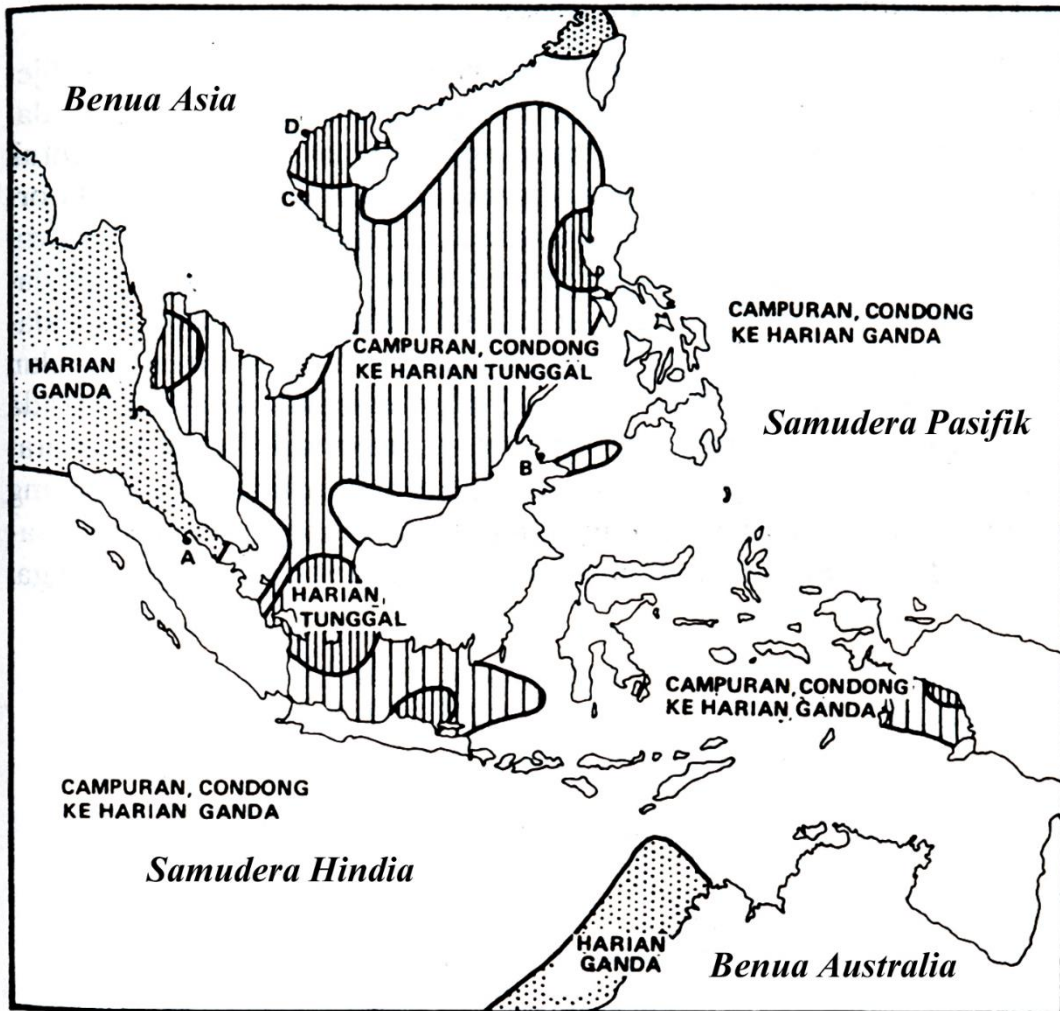 Benua Asia
D
C
CAMPURAN, CONDONG
KE HARIAN GANDA
HARIAN
GANDA
CAMPURAN, CONDONG
KE HARIAN TUNGGAL
Samudera Pasifik
B
A
HARIAN,
TUNGGAL
CAMPURAN, CONDONG
KE HARIAN GANDA
CAMPURAN, CONDONG
KE HARIAN GANDA
Samudera Hindia
HARIAN
GANDA
Benua Australia